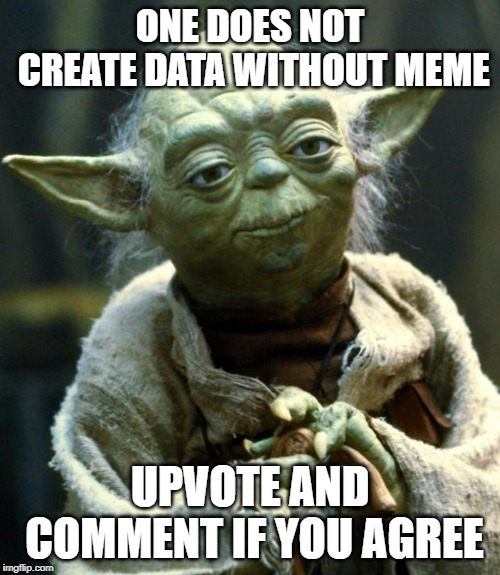 ONE DOES NOT
CREATE DATA WITHOUT MEME
UPVOTE AND
COMMENT IF YOU AGREE
imgflip.com